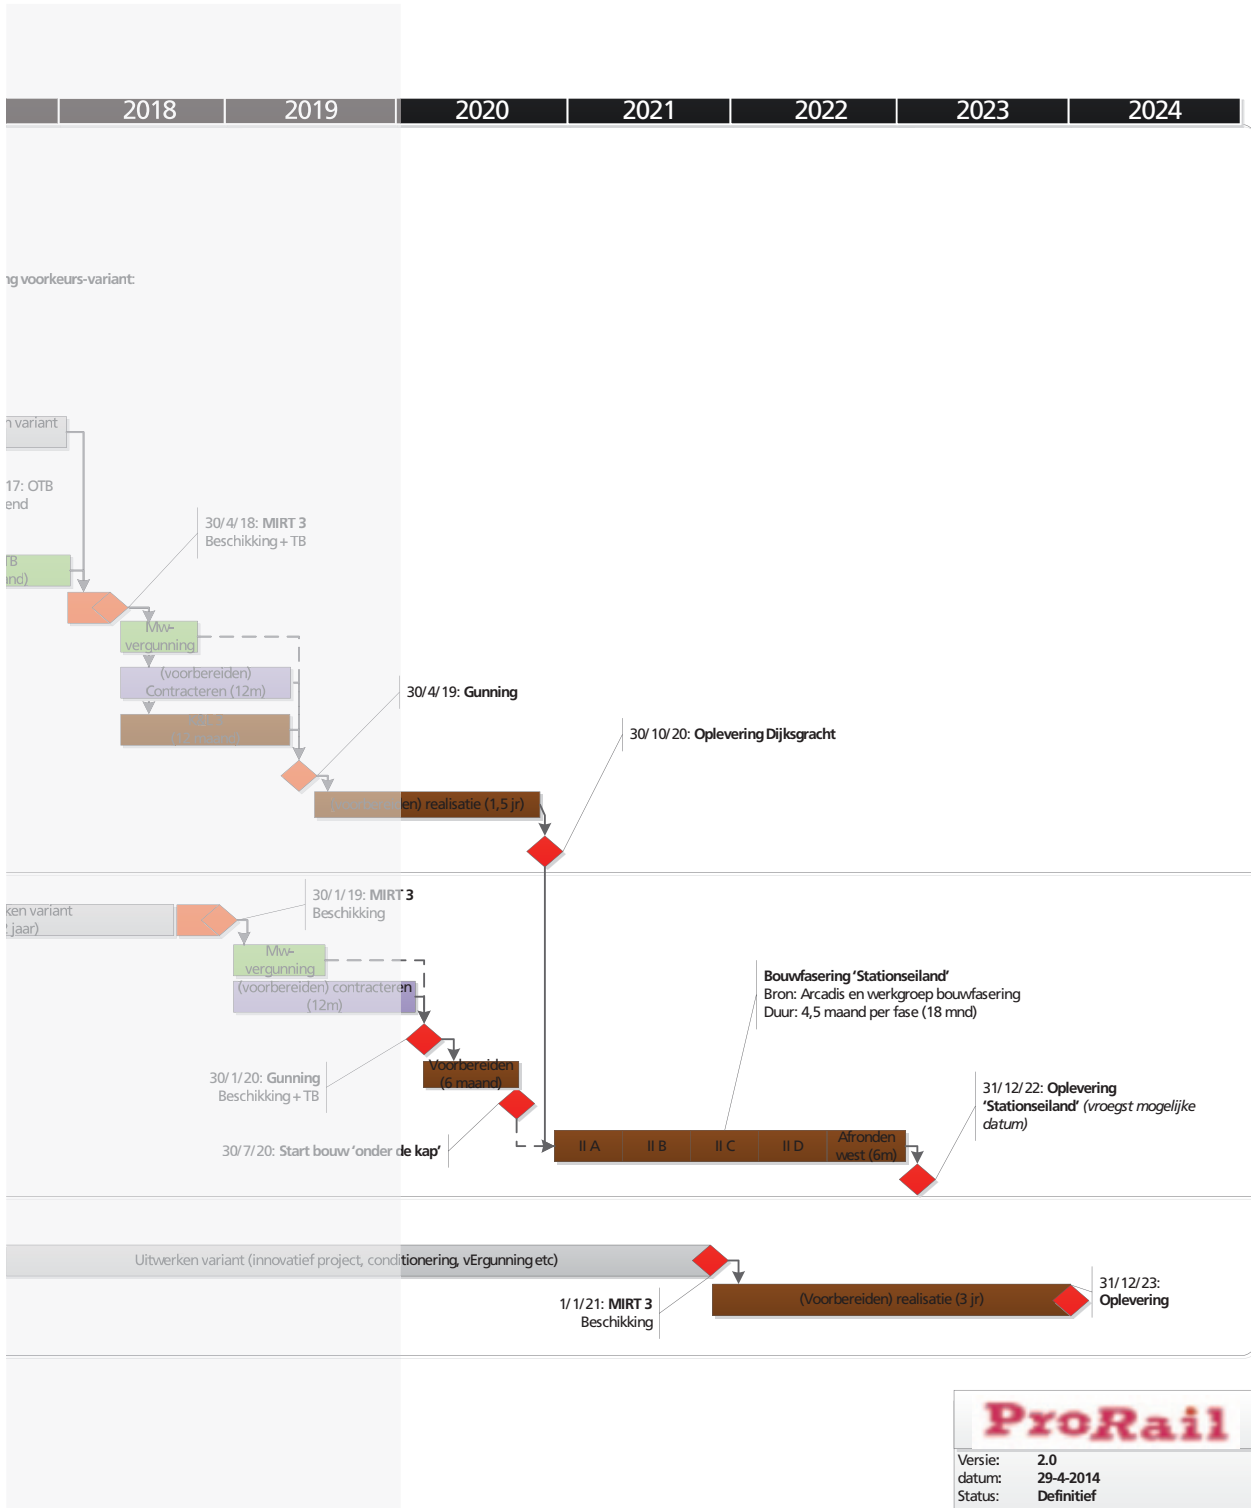 2018 2019 2020 2021 2022 2023 2024
ng voorkeurs-variant:
n variant
17: OTB
end
30/4/18: MIRT 3
Beschikking + TB
TB
and)
Mw-
vergunning
(voorbereiden)
Contracteren (12m)
30/4/19: Gunning
30/10/20: Oplevering Dijksgracht
en) realisatie (1,5 jr)
30/1/19: MIRT 3
Beschikking
ken variant
2 jaar)
Mw-
vergunning
(voorbereiden) contracteren
(12m)
Bouwfasering ‘Stationseiland’
Bron: Arcadis en werkgroep bouwfasering
Duur: 4,5 maand per fase (18 mnd)
30/1/20: Gunning
Beschikking + TB
Voorbereiden
(6 maand)
31/12/22: Oplevering
‘Stationseiland’ (vroegst mogelijke
datum)
30/7/20: Start bouw ‘onder de kap’
II A II B II C II D Afronden
west (6m)
Uitwerken variant (innovatief project, conditionering, vErgunning etc)
1/1/21: MIRT 3
Beschikking
(Voorbereiden) realisatie (3 jr)
31/12/23:
Oplevering
ProRail
Versie: 2.0
datum: 29-4-2014
Status: Definitief